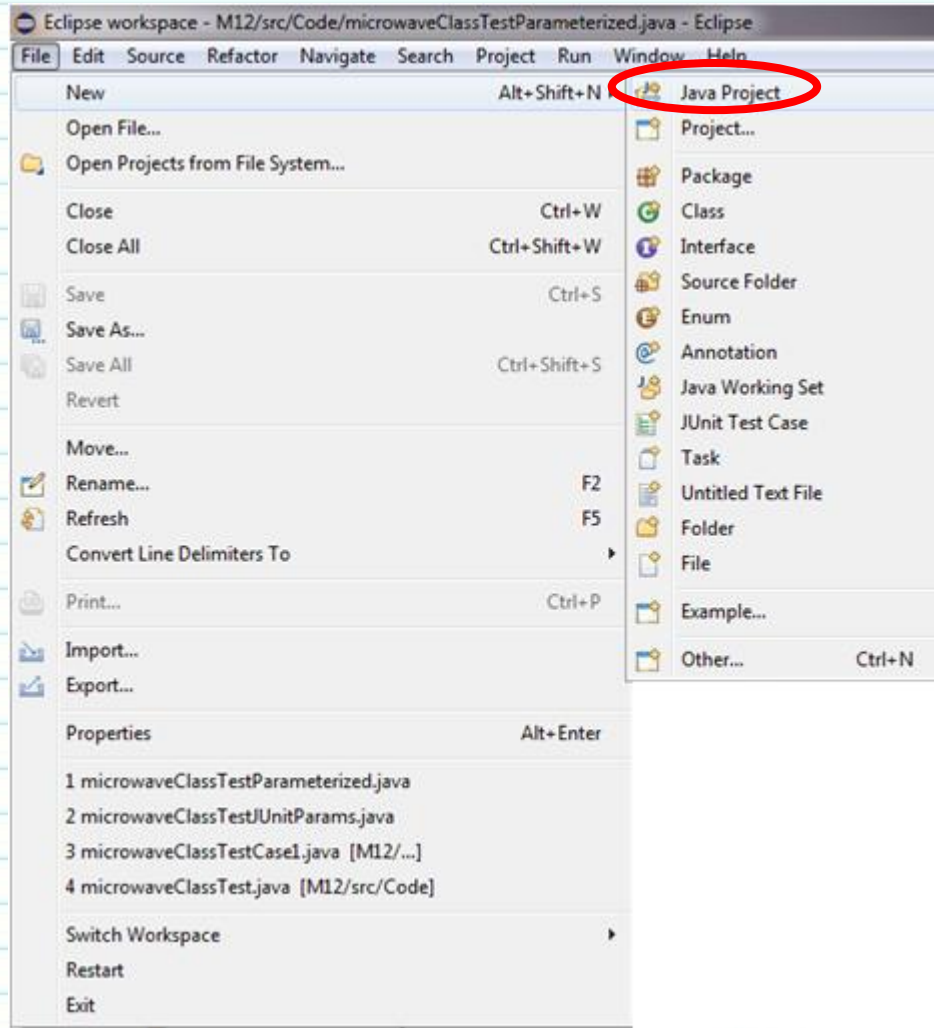 Eclipse workspace - M12/src/Code/microwaveClassTestParameterized.java - Eclipse
File Edit Source Refactor Navigate Search Project Run Window Help
New Alt+Shift+N
Open File...
Open Projects from File System...
Close Ctrl+W
Close All Ctrl+Shift+W
Save Ctrl+S
Save As...
Save All Ctrl+Shift+S
Revert
Move...
Rename... F2
Refresh F5
Convert Line Delimiters To
Print... Ctrl+P
Import...
Export...
Properties Alt+Enter
1 microwaveClassTestParameterized.java
2 microwaveClassTestJUnitParams.java
3 microwaveClassTestCase1.java [M12/...]
4 microwaveClassTest.java [M12/src/Code]
Switch Workspace
Restart
Exit
Java Project
Project...
Package
Class
Interface
Source Folder
Enum
Annotation
Java Working Set
JUnit Test Case
Task
Untitled Text File
Folder
File
Example...
Other... Ctrl+N